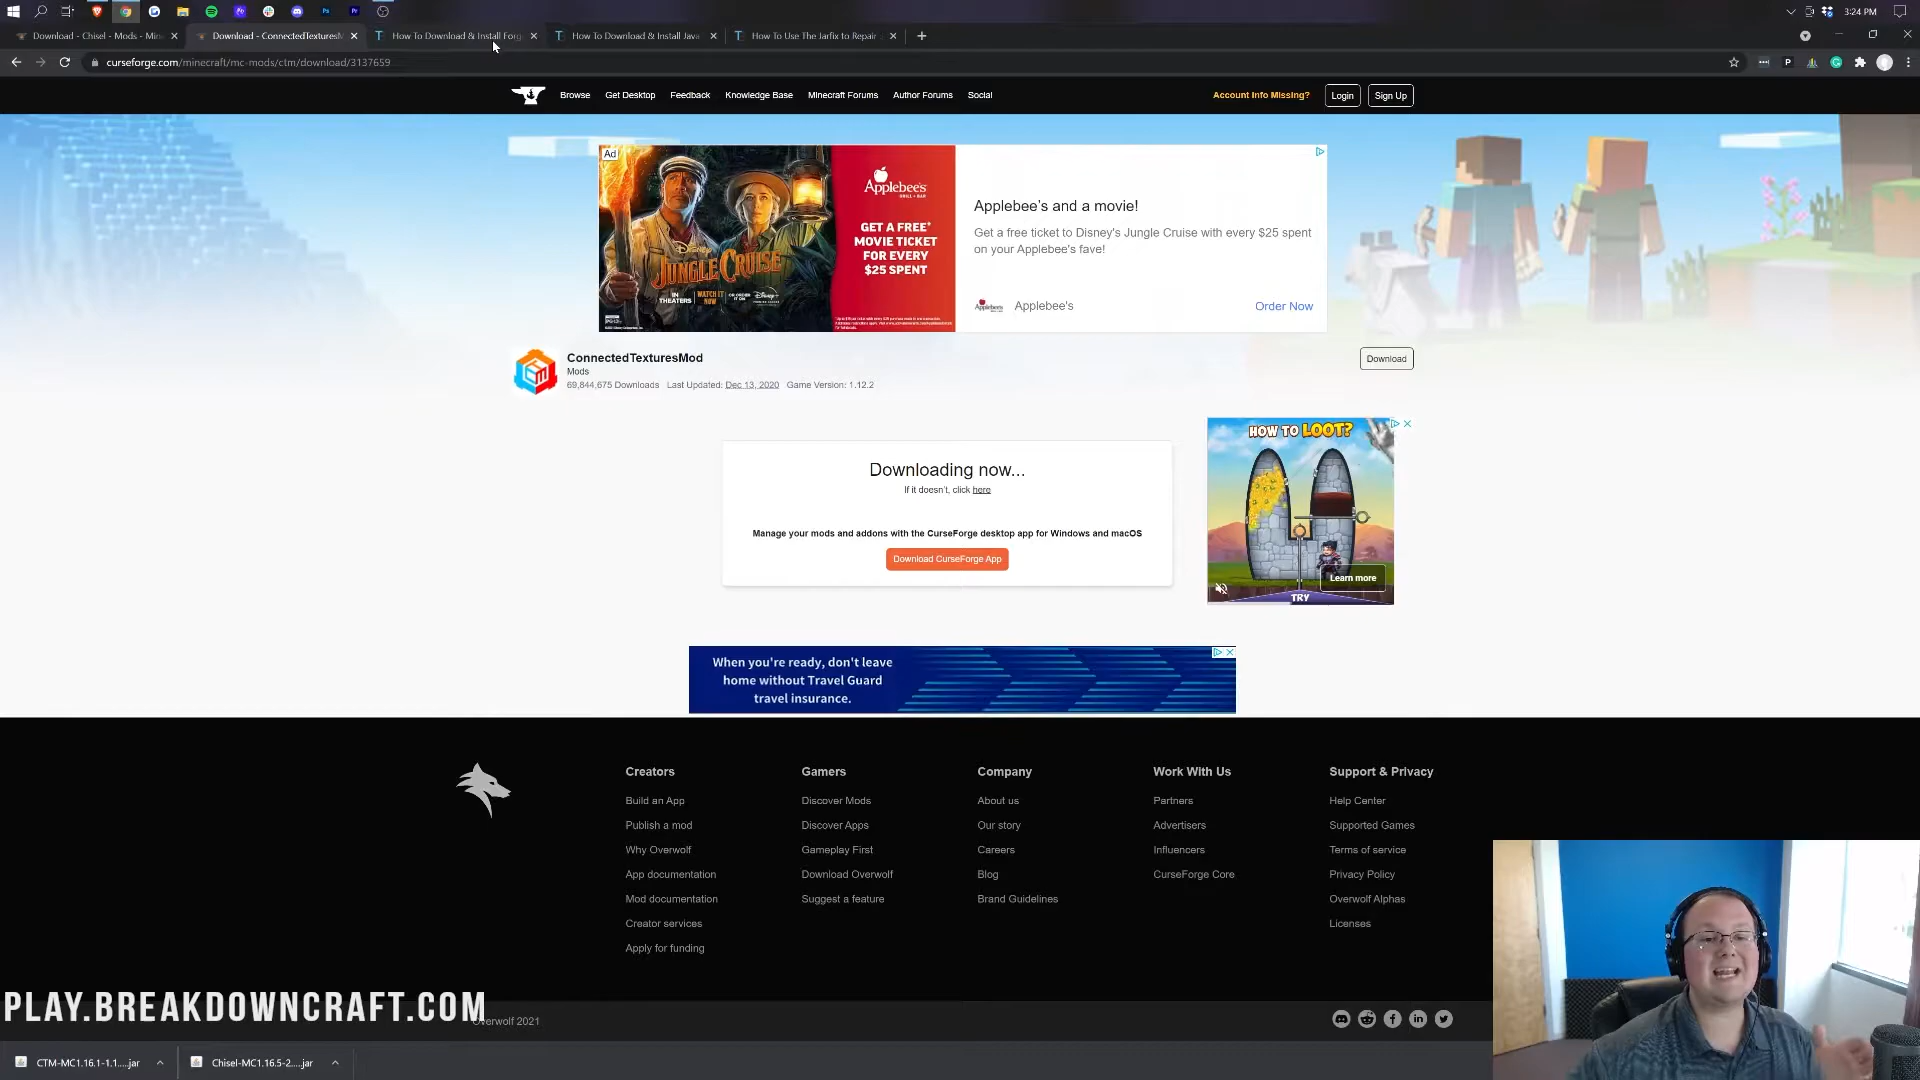 3:24 PM
Download - Chisel - Mods - Min
Download - ConnectedTexturesM
How To Download & Install Forg
How To Download & Install Java
How To Use The Jarfix to Repair
curseforge.com/minecraft/mc-mods/ctm/download/3137659
Browse Get Desktop Feedback Knowledge Base Minecraft Forums Author Forums Social
Account Info Missing? Login Sign Up
Ad
Applebee's
GRILL + BAR
GET A FREE*
MOVIE TICKET
FOR EVERY
$25 SPENT
Disney's
JUNGLE CRUISE
IN THEATERS WATCH IT NOW OR ORDER IT ON Disney+
Applebee's and a movie!
Get a free ticket to Disney's Jungle Cruise with every $25 spent
on your Applebee's fave!
Applebee's
Order Now
ConnectedTexturesMod
Mods
69,844,675 Downloads Last Updated: Dec 13, 2020 Game Version: 1.12.2
Download
HOW TO LOOT?
Learn more
TRY
Downloading now...
If it doesn't, click here
Manage your mods and addons with the CurseForge desktop app for Windows and macOS
Download CurseForge App
When you're ready, don't leave
home without Travel Guard
travel insurance.
Creators
Build an App
Publish a mod
Why Overwolf
App documentation
Mod documentation
Creator services
Apply for funding
Gamers
Discover Mods
Discover Apps
Gameplay First
Download Overwolf
Suggest a feature
Company
About us
Our story
Careers
Blog
Brand Guidelines
Work With Us
Partners
Advertisers
Influencers
CurseForge Core
Support & Privacy
Help Center
Supported Games
Terms of service
Privacy Policy
Overwolf Alphas
Licenses
PLAY.BREAKDOWNCRAFT.COM
Overwolf 2021
CTM-MC1.16.1-1.1....jar
Chisel-MC1.16.5-2....jar